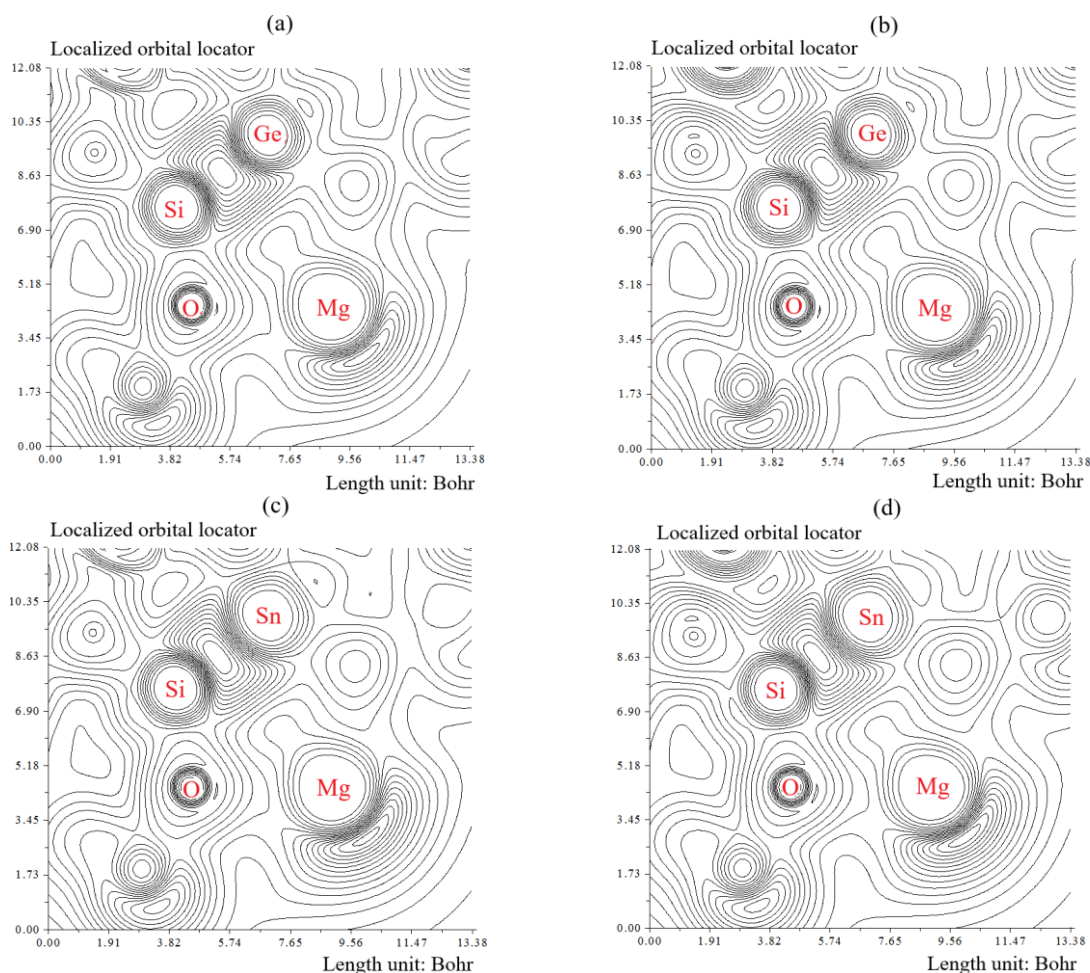 (a)
Localized orbital locator
12.08
10.35
8.63
6.90
5.18
3.45
1.73
0.00
Ge
Si
O
Mg
0.00 1.91 3.82 5.74 7.65 9.56 11.47 13.38
Length unit: Bohr
(b)
Localized orbital locator
12.08
10.35
8.63
6.90
5.18
3.45
1.73
0.00
Ge
Si
O
Mg
0.00 1.91 3.82 5.74 7.65 9.56 11.47 13.38
Length unit: Bohr
(c)
Localized orbital locator
12.08
10.35
8.63
6.90
5.18
3.45
1.73
0.00
Sn
Si
O
Mg
0.00 1.91 3.82 5.74 7.65 9.56 11.47 13.38
Length unit: Bohr
(d)
Localized orbital locator
12.08
10.35
8.63
6.90
5.18
3.45
1.73
0.00
Sn
Si
O
Mg
0.00 1.91 3.82 5.74 7.65 9.56 11.47 13.38
Length unit: Bohr